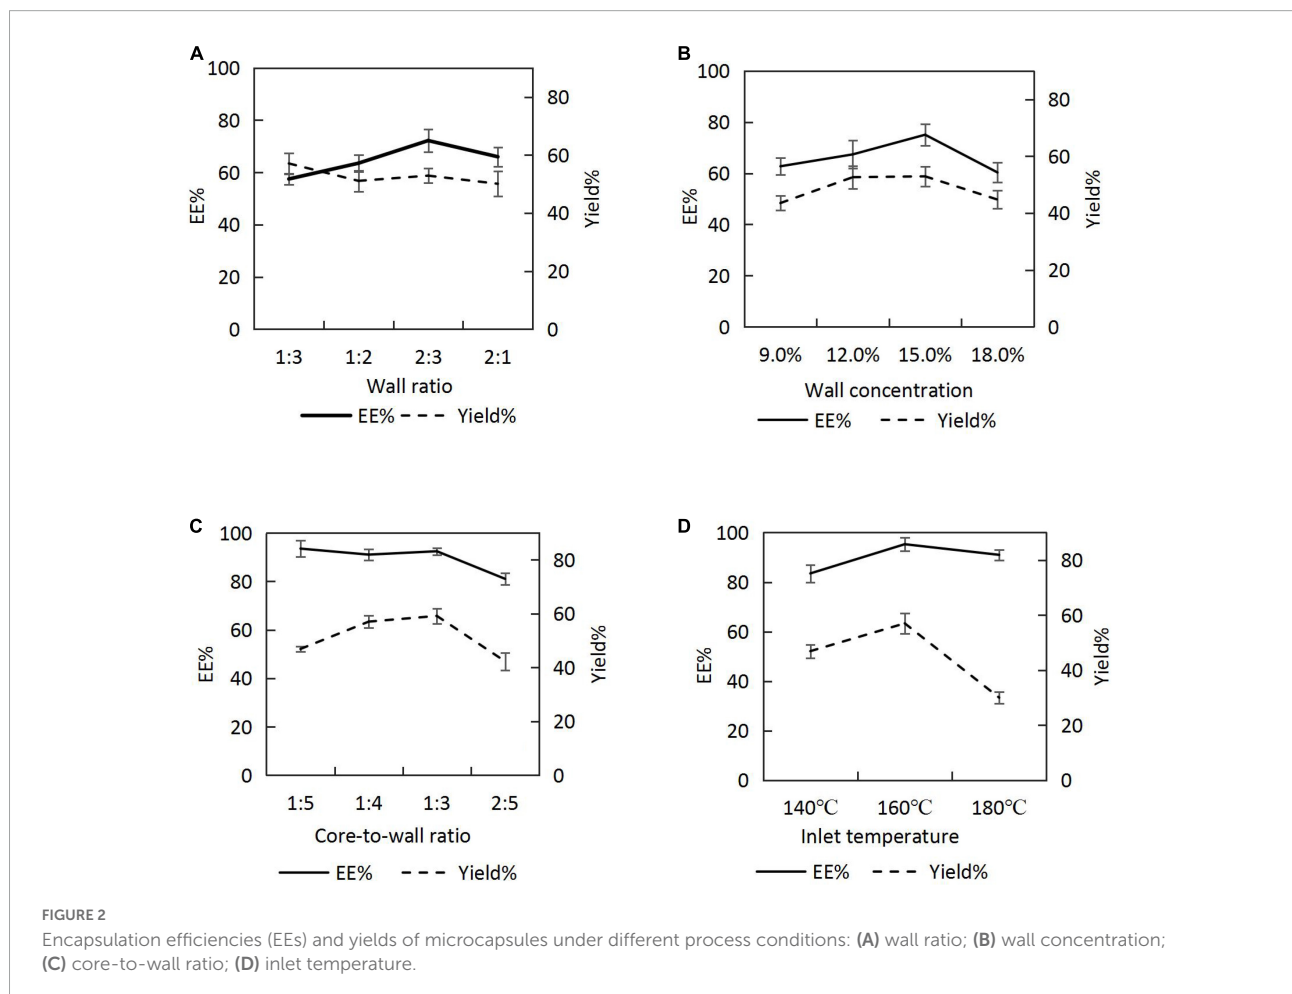 A
100
80
60
40
20
0
EE%
80
60
40
20
0
Yield%
1:3 1:2 2:3 2:1
Wall ratio
EE% Yield%
B
100
80
60
40
20
0
EE%
80
60
40
20
0
Yield%
9.0% 12.0% 15.0% 18.0%
Wall concentration
EE% Yield%
C
100
80
60
40
20
0
EE%
80
60
40
20
0
Yield%
1:5 1:4 1:3 2:5
Core-to-wall ratio
EE% Yield%
D
100
80
60
40
20
0
EE%
80
60
40
20
0
Yield%
140℃ 160℃ 180℃
Inlet temperature
EE% Yield%
FIGURE 2
Encapsulation efficiencies (EEs) and yields of microcapsules under different process conditions: (A) wall ratio; (B) wall concentration;
(C) core-to-wall ratio; (D) inlet temperature.